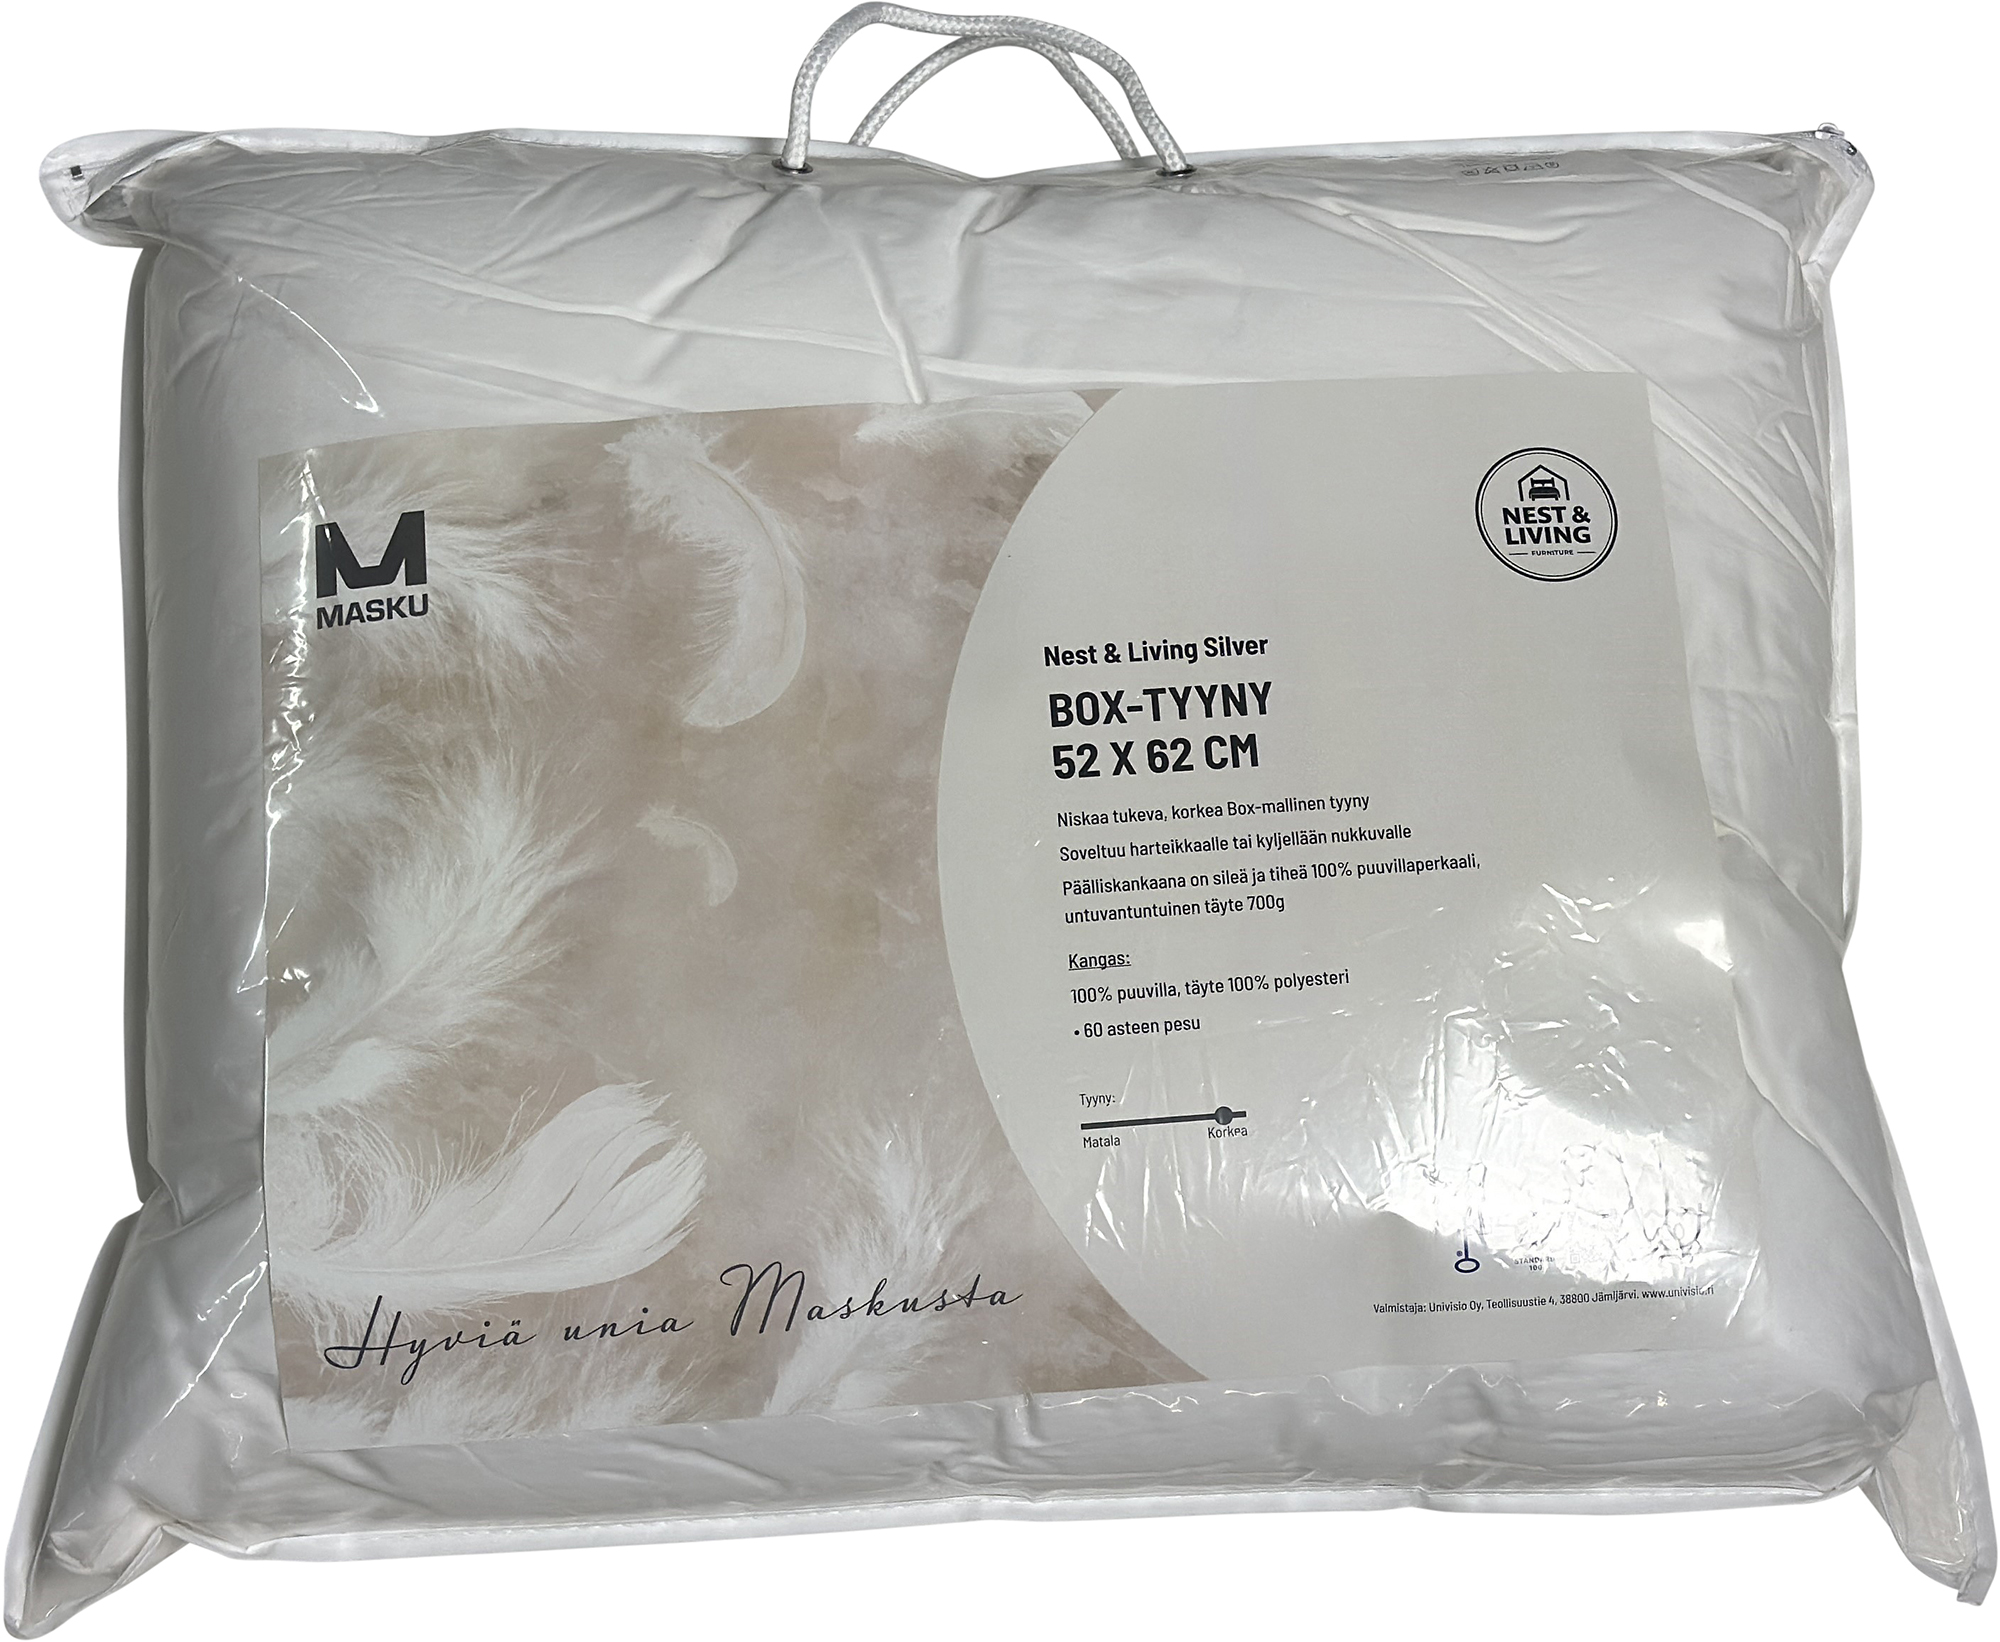 MASKU
NEST &
LIVING
FURNITURE
Nest & Living Silver
BOX-TYYNY
52 X 62 CM
Niskaa tukeva, korkea Box-mallinen tyyny
Soveltuu harteikkaalle tai kyljellään nukkuvalle
Päälliskankaana on sileä ja tiheä 100% puuvillaperkaali,
untuvantuntuinen täyte 700g
Kangas:
100% puuvilla, täyte 100% polyesteri
• 60 asteen pesu
Tyyny:
Matala Korkea
100
Valmistaja: Univisio Oy, Teollisuustie 4, 38800 Jämijärvi. www.univisio.fi
Hyviä unia Maskusta